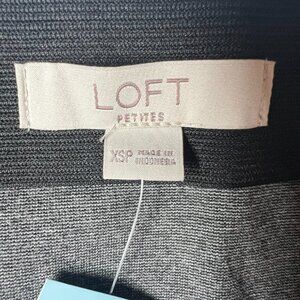 LOFT
PETITES
XSP MADE IN
INDONESIA